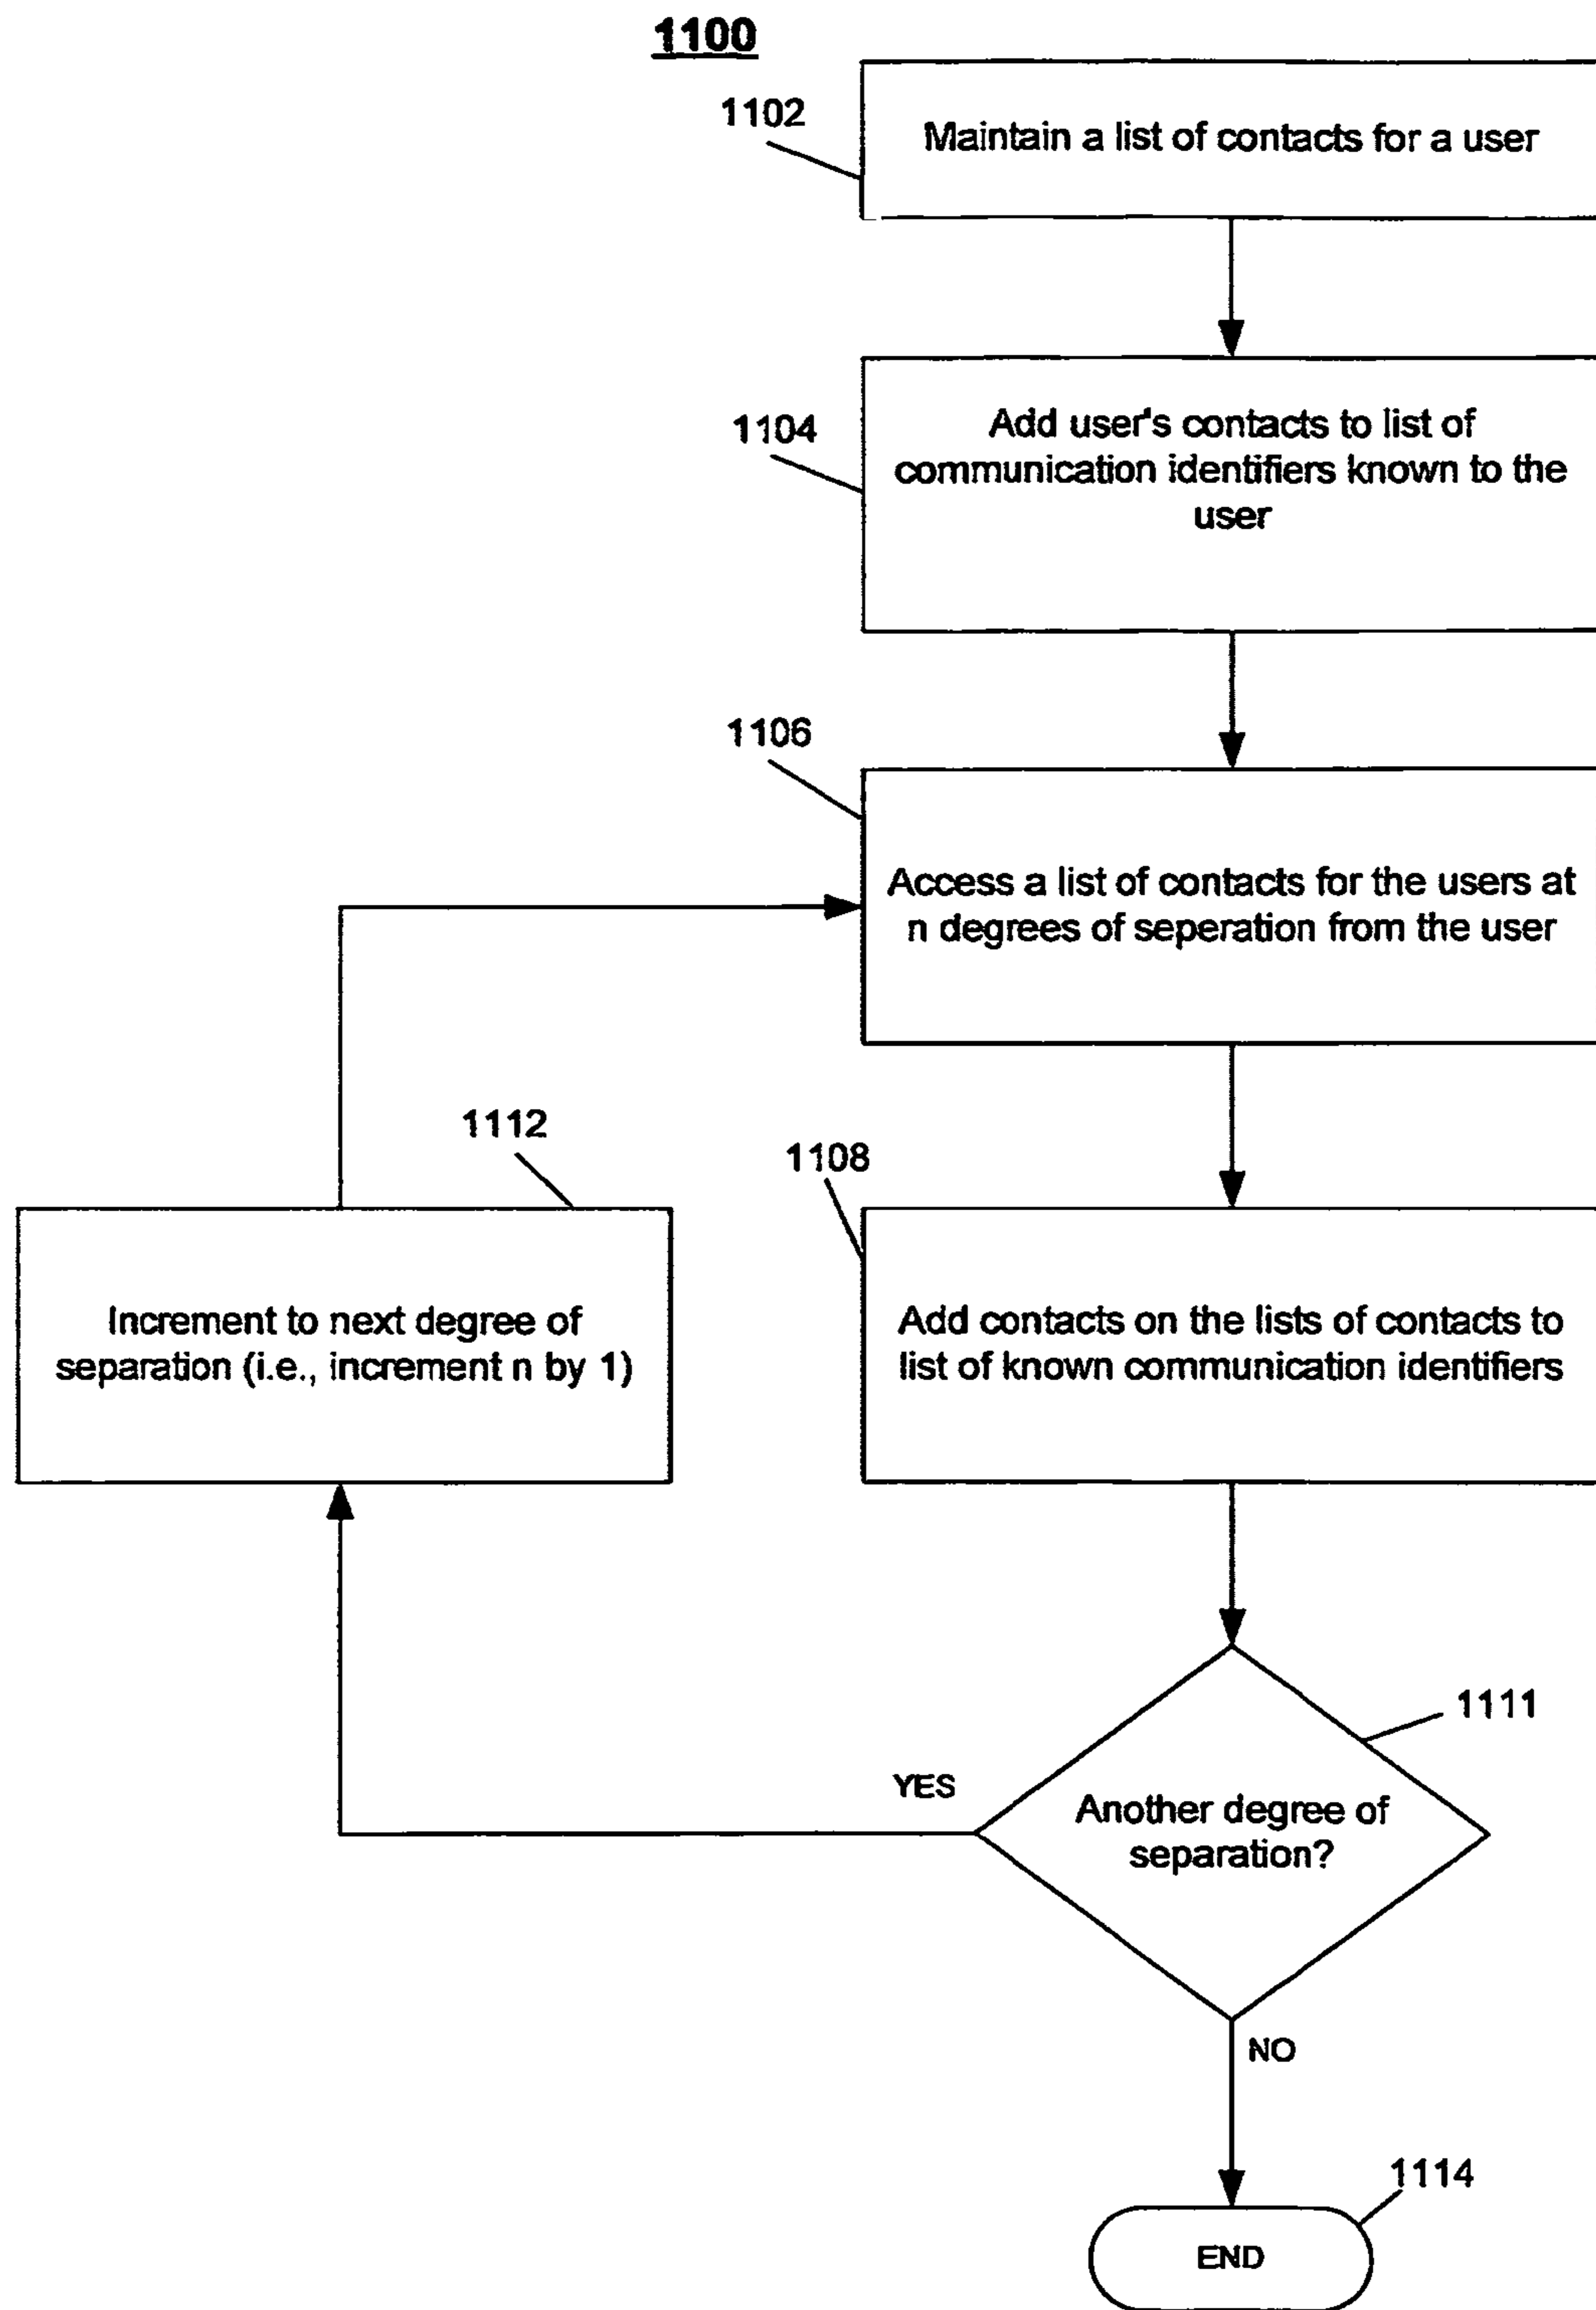 1100
1102
Maintain a list of contacts for a user
1104
Add user's contacts to list of
communication identifiers known to the
user
1106
Access a list of contacts for the users at
n degrees of seperation from the user
1112
1108
Increment to next degree of
separation (i.e., increment n by 1)
Add contacts on the lists of contacts to
list of known communication identifiers
1111
YES
Another degree of
separation?
NO
1114
END